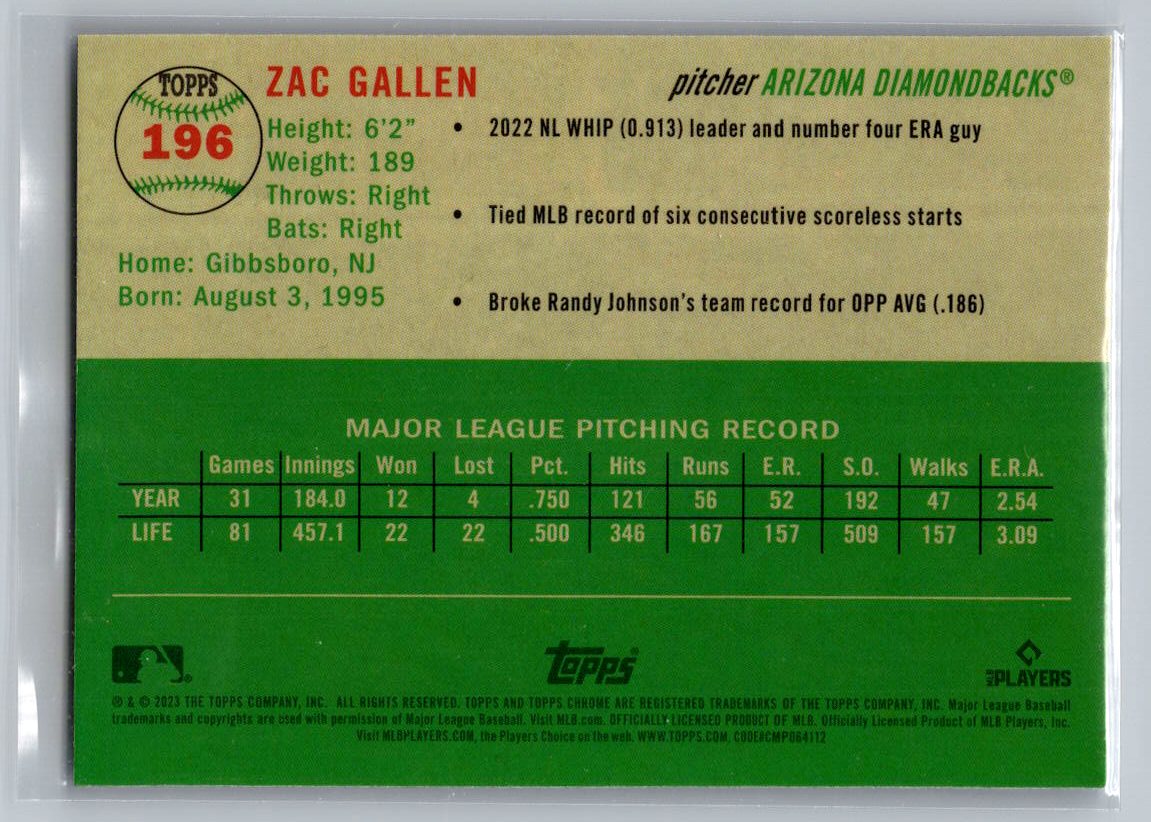 TOPPS
196
ZAC GALLEN
pitcher ARIZONA DIAMONDBACKS®
Height: 6'2"
Weight: 189
Throws: Right
Bats: Right
Home: Gibbsboro, NJ
Born: August 3, 1995
• 2022 NL WHIP (0.913) leader and number four ERA guy
• Tied MLB record of six consecutive scoreless starts
• Broke Randy Johnson's team record for OPP AVG (.186)
MAJOR LEAGUE PITCHING RECORD
Games Innings Won Lost Pct. Hits Runs E.R. S.O. Walks E.R.A.
YEAR 31 184.0 12 4 .750 121 56 52 192 47 2.54
LIFE 81 457.1 22 22 .500 346 167 157 509 157 3.09
topps®
MLB PLAYERS
® & © 2023 THE TOPPS COMPANY, INC. ALL RIGHTS RESERVED. TOPPS AND TOPPS CHROME ARE REGISTERED TRADEMARKS OF THE TOPPS COMPANY, INC. Major League Baseball
trademarks and copyrights are used with permission of Major League Baseball. Visit MLB.com. OFFICIALLY LICENSED PRODUCT OF MLB. Officially Licensed Product of MLB Players, Inc.
Visit MLBPLAYERS.COM, the Players Choice on the web. WWW.TOPPS.COM, CODE#CMP064112